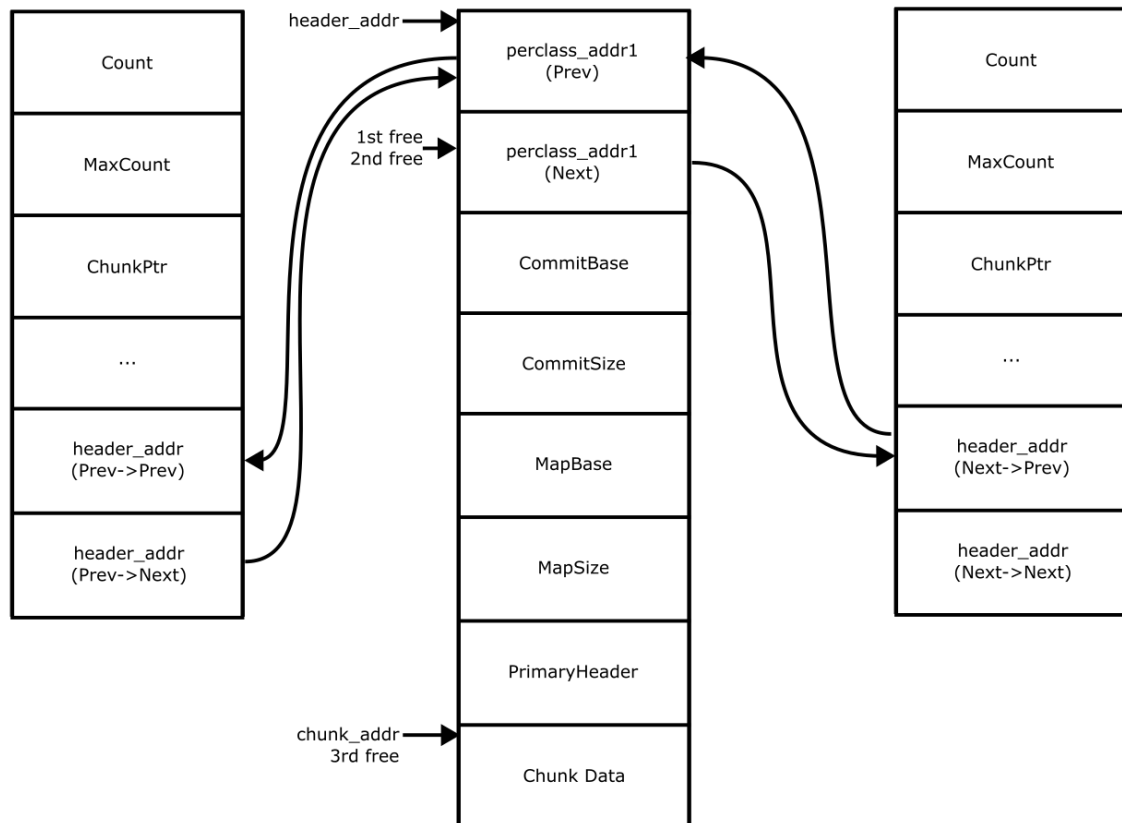 Count
MaxCount
ChunkPtr
...
header_addr
(Prev->Prev)
header_addr
(Prev->Next)
header_addr
perclass_addr1
(Prev)
1st free
2nd free
perclass_addr1
(Next)
CommitBase
CommitSize
MapBase
MapSize
PrimaryHeader
chunk_addr
3rd free
Chunk Data
Count
MaxCount
ChunkPtr
...
header_addr
(Next->Prev)
header_addr
(Next->Next)